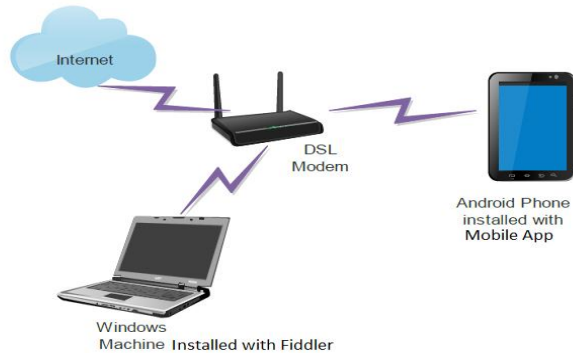 Internet
DSL
Modem
Android Phone
installed with
Mobile App
Windows
Machine Installed with Fiddler